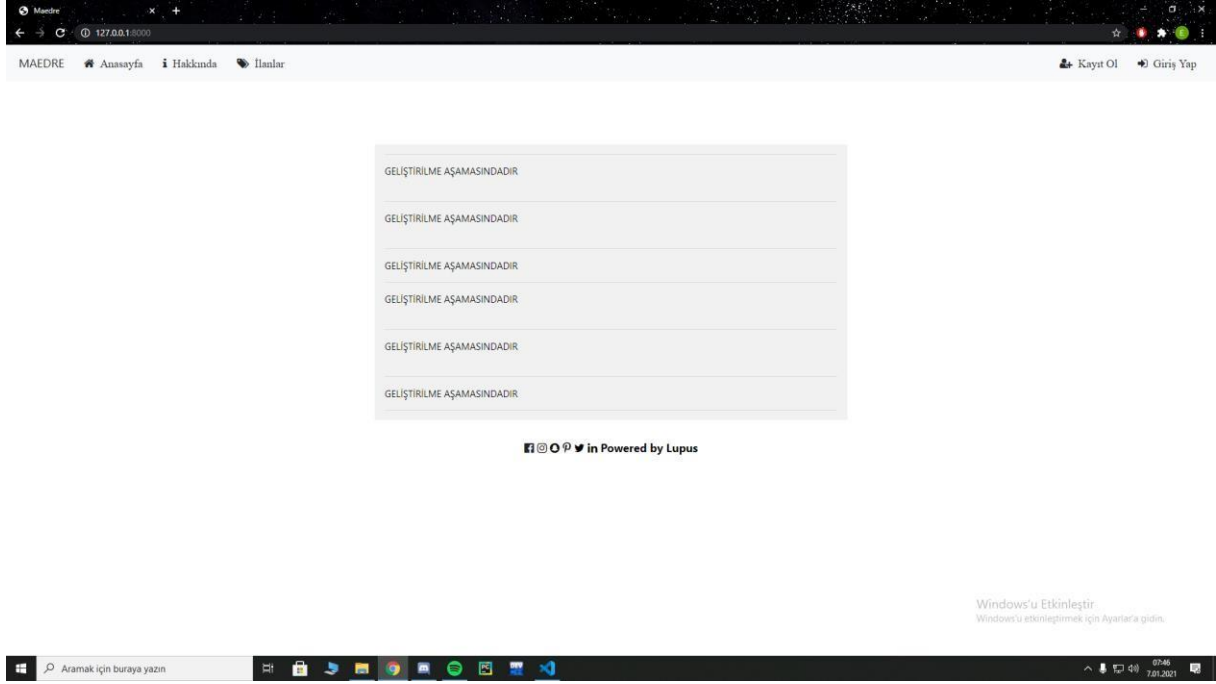 Maedre
127.0.0.1:8000
MAEDRE Anasayfa Hakkında İlanlar Kayıt Ol Giriş Yap
GELİŞTİRİLME AŞAMASINDADIR
GELİŞTİRİLME AŞAMASINDADIR
GELİŞTİRİLME AŞAMASINDADIR
GELİŞTİRİLME AŞAMASINDADIR
GELİŞTİRİLME AŞAMASINDADIR
GELİŞTİRİLME AŞAMASINDADIR
Powered by Lupus
Windows'u Etkinleştir
Windows'u etkinleştirmek için Ayarlar'a gidin.
Aramak için buraya yazın
07:46
7.01.2021